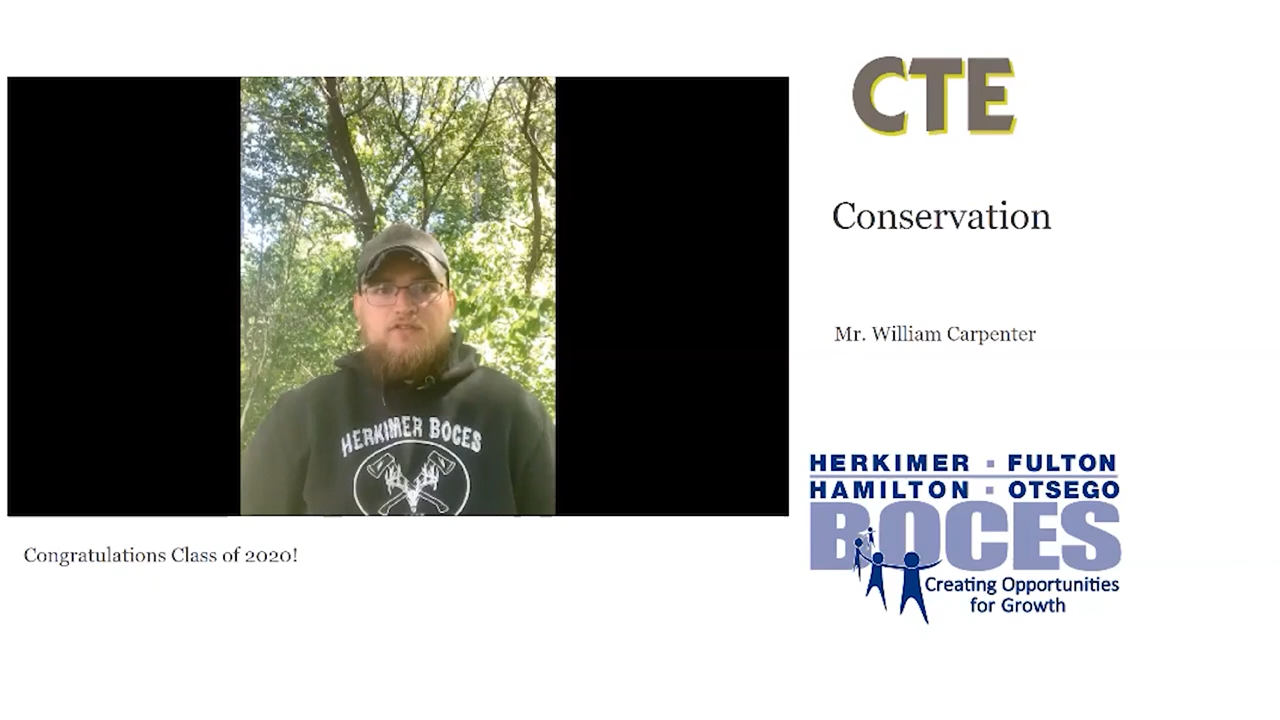 CTE
Conservation
Mr. William Carpenter
HERKIMER BOCES
Congratulations Class of 2020!
HERKIMER ▪ FULTON
HAMILTON ▪ OTSEGO
BOCES
Creating Opportunities
for Growth